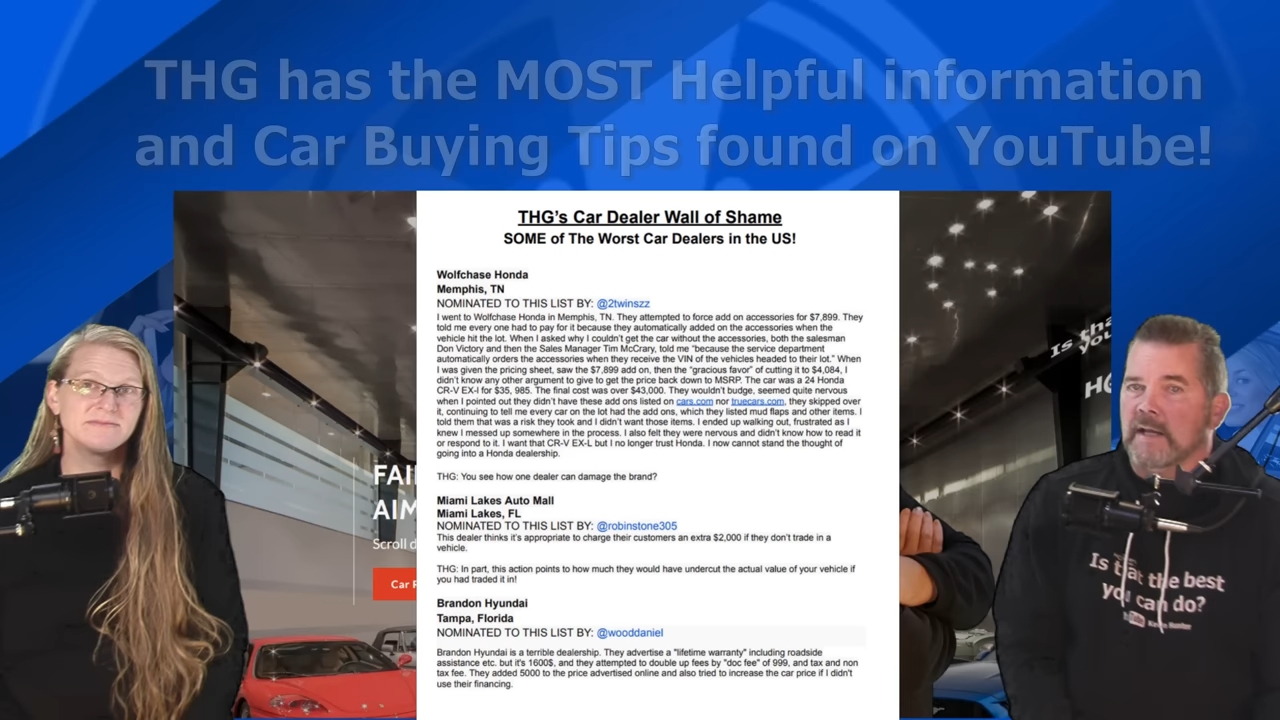 THG has the MOST Helpful information
and Car Buying Tips found on YouTube!
THG's Car Dealer Wall of Shame
SOME of The Worst Car Dealers in the US!
Wolfchase Honda
Memphis, TN
NOMINATED TO THIS LIST BY: @2twinszz
I went to Wolfchase Honda in Memphis, TN. They attempted to force add on accessories for $7,899. They
told me every one had to pay for it because they automatically added on the accessories when the
vehicle hit the lot. When I asked why I couldn't get the car without the accessories, both the salesman
Don Victory and then the Sales Manager Tim McCrary, told me "because the service department
automatically orders the accessories when they receive the VIN of the vehicles headed to their lot." When
I was given the pricing sheet, saw the $7,899 add on, then the "gracious favor" of cutting it to $4,084, I
didn't know any other argument to give to get the price back down to MSRP. The car was a 24 Honda
CR-V EX-l for $35, 985. The final cost was over $43,000. They wouldn't budge, seemed quite nervous
when I pointed out they didn't have these add ons listed on cars.com nor truecars.com, they skipped over
it, continuing to tell me every car on the lot had the add ons, which they listed mud flaps and other items. I
told them that was a risk they took and I didn't want those items. I ended up walking out, frustrated as I
knew I messed up somewhere in the process. I also felt they were nervous and didn't know how to read it
or respond to it. I want that CR-V EX-L but I no longer trust Honda. I now cannot stand the thought of
going into a Honda dealership.
THG: You see how one dealer can damage the brand?
Miami Lakes Auto Mall
Miami Lakes, FL
NOMINATED TO THIS LIST BY: @robinstone305
This dealer thinks it's appropriate to charge their customers an extra $2,000 if they don't trade in a
vehicle.
THG: In part, this action points to how much they would have undercut the actual value of your vehicle if
you had traded it in!
Brandon Hyundai
Tampa, Florida
NOMINATED TO THIS LIST BY: @wooddaniel
Brandon Hyundai is a terrible dealership. They advertise a "lifetime warranty" including roadside
assistance etc. but it's 1600$, and they attempted to double up fees by "doc fee" of 999, and tax and non
tax fee. They added 5000 to the price advertised online and also tried to increase the car price if I didn't
use their financing.
FAI
AIM
Scroll d
Car
Is tha
you
HO
Is that the best
you can do?